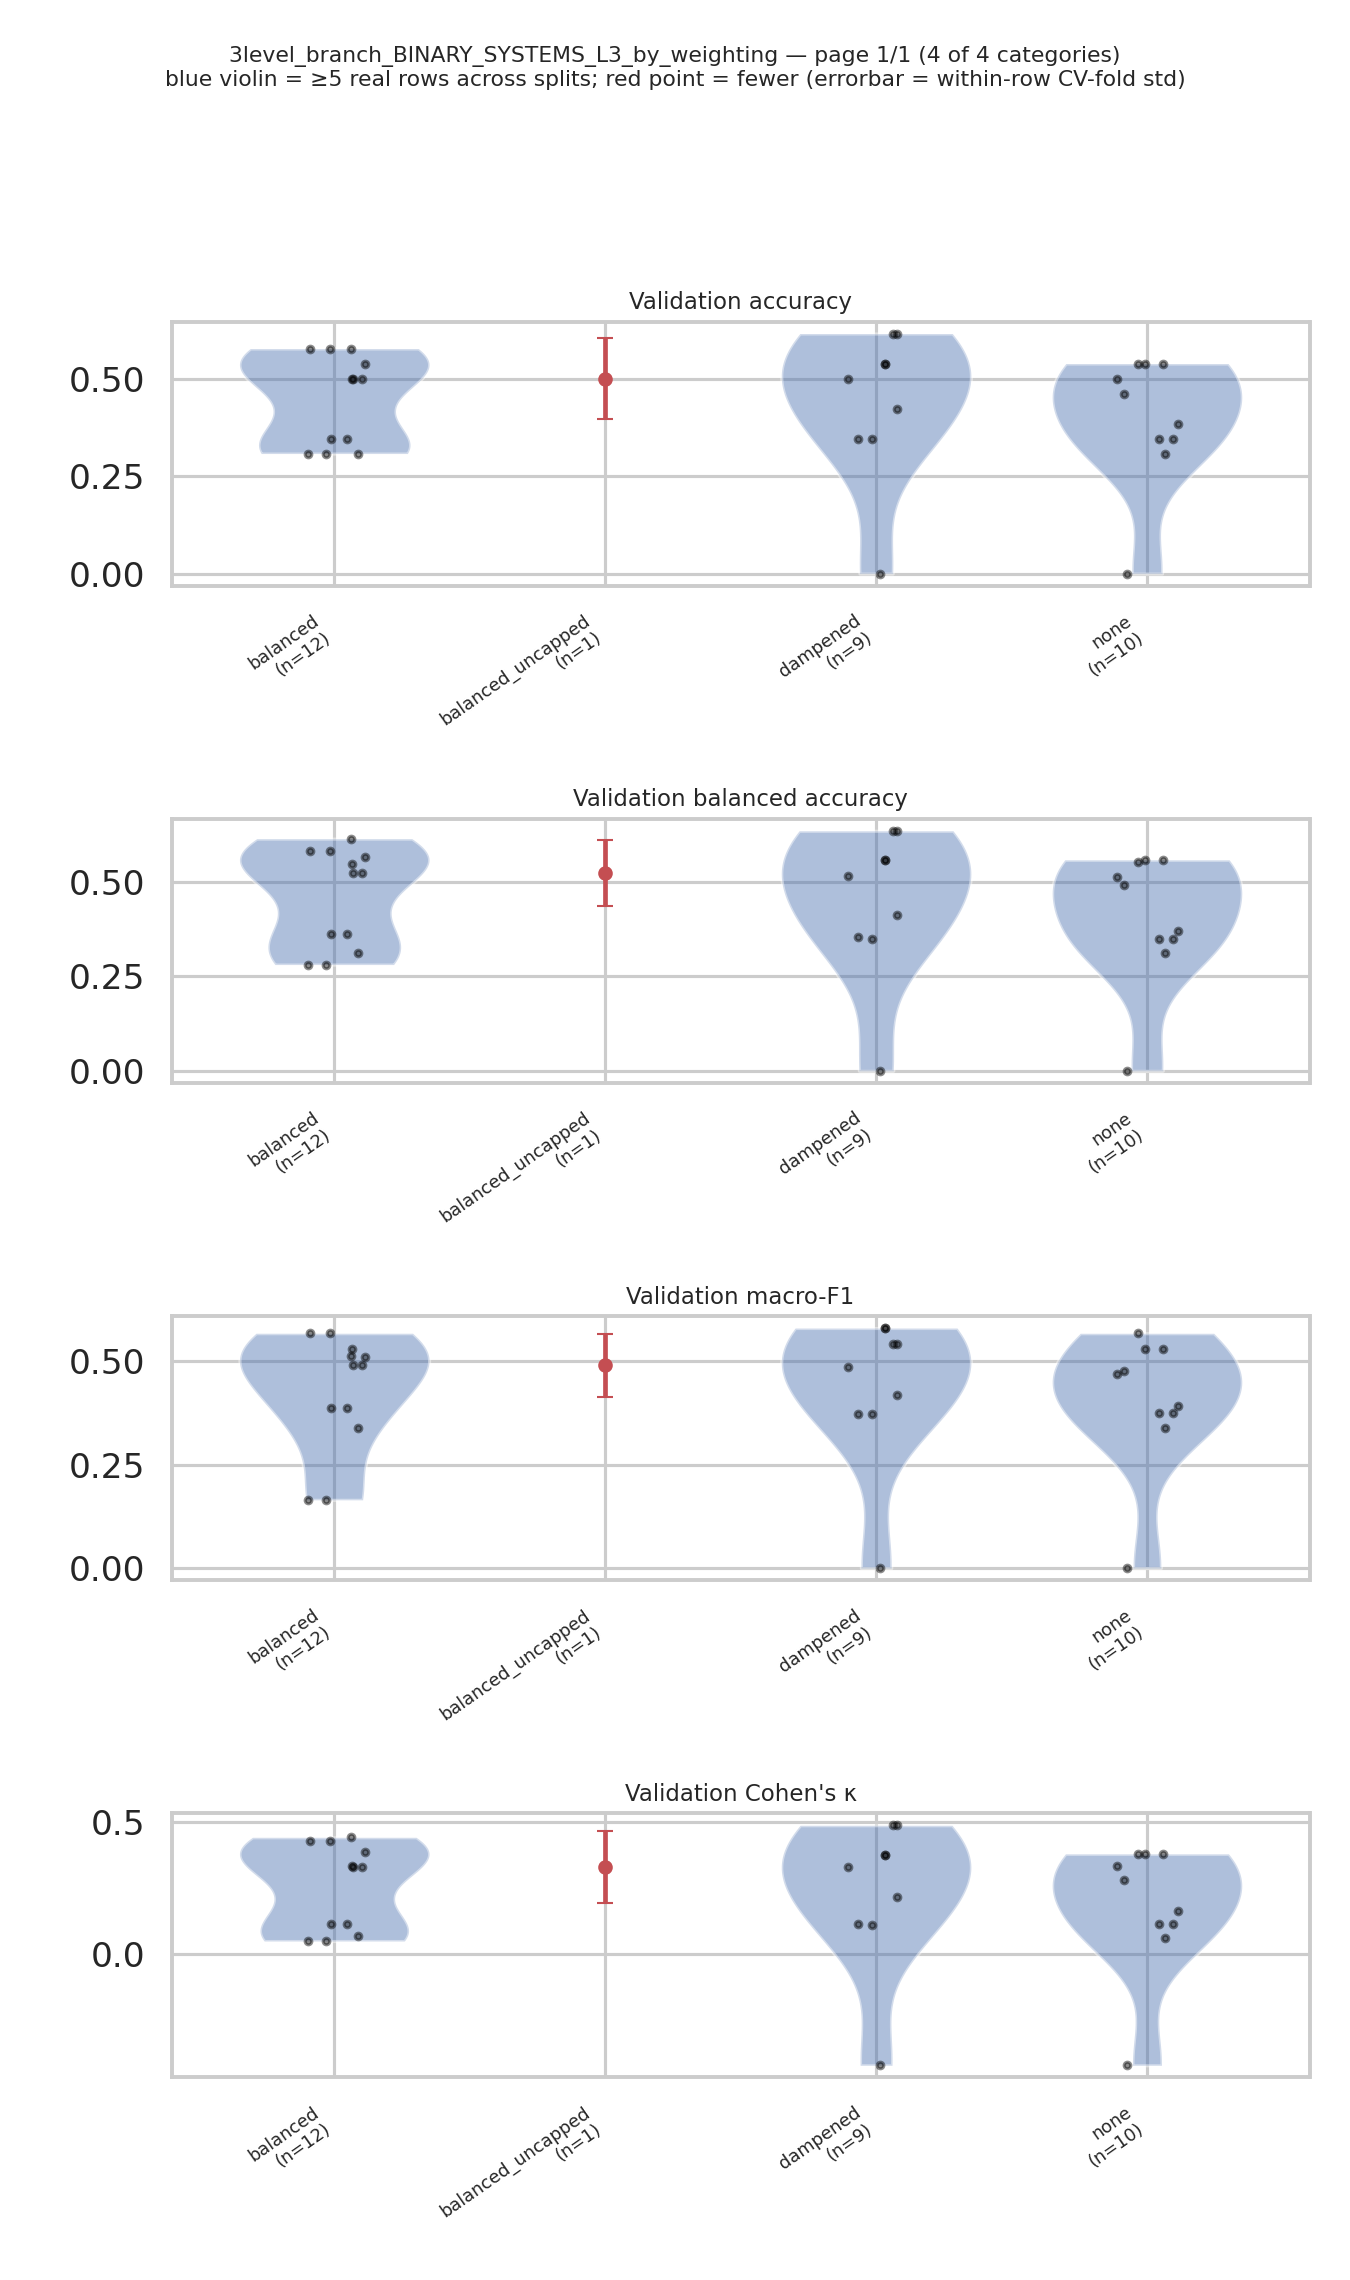 3level_branch_BINARY_SYSTEMS_L3_by_weighting — page 1/1 (4 of 4 categories)
blue violin = ≥5 real rows across splits; red point = fewer (errorbar = within-row CV-fold std)
Validation accuracy
0.50
0.25
0.00
balanced
(n=12)
balanced_uncapped
(n=1)
dampened
(n=9)
none
(n=10)
Validation balanced accuracy
0.50
0.25
0.00
balanced
(n=12)
balanced_uncapped
(n=1)
dampened
(n=9)
none
(n=10)
Validation macro-F1
0.50
0.25
0.00
balanced
(n=12)
balanced_uncapped
(n=1)
dampened
(n=9)
none
(n=10)
Validation Cohen's κ
0.5
0.0
balanced
(n=12)
balanced_uncapped
(n=1)
dampened
(n=9)
none
(n=10)